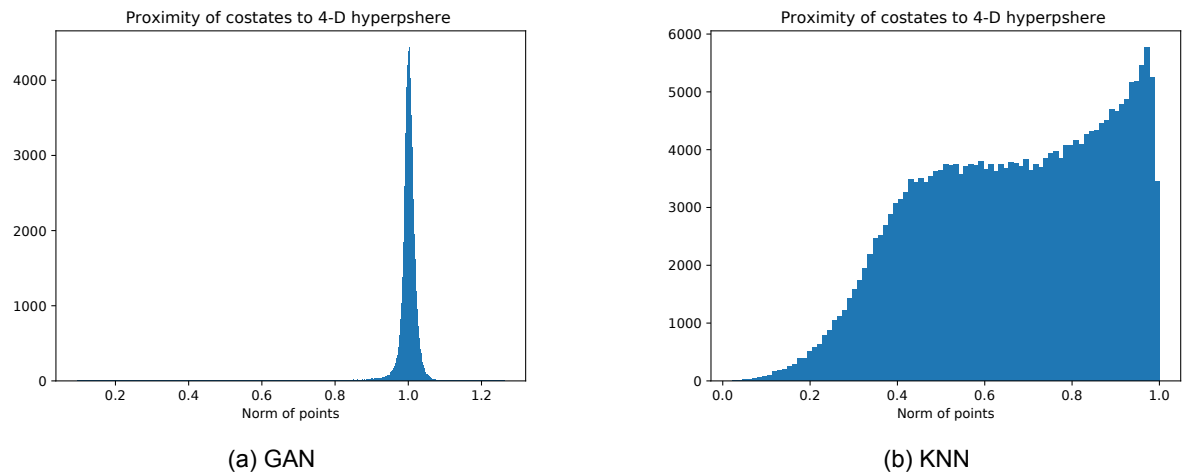 Proximity of costates to 4-D hyperpshere
4000
3000
2000
1000
0
0.2 0.4 0.6 0.8 1.0 1.2
Norm of points
(a) GAN
Proximity of costates to 4-D hyperpshere
6000
5000
4000
3000
2000
1000
0
0.0 0.2 0.4 0.6 0.8 1.0
Norm of points
(b) KNN